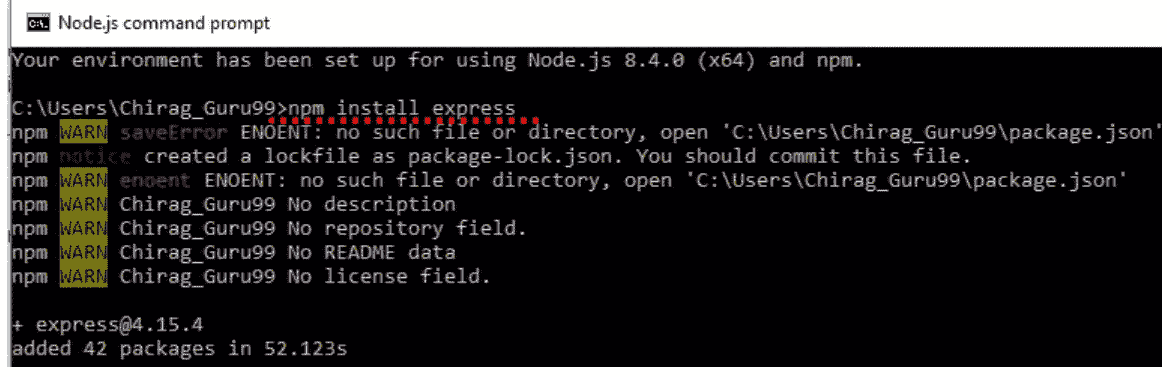 Node.js command prompt
Your environment has been set up for using Node.js 8.4.0 (x64) and npm.
C:\Users\Chirag_Guru99>npm install express
npm WARN saveError ENOENT: no such file or directory, open 'C:\Users\Chirag_Guru99\package.json'
npm notice created a lockfile as package-lock.json. You should commit this file.
npm WARN enoent ENOENT: no such file or directory, open 'C:\Users\Chirag_Guru99\package.json'
npm WARN Chirag_Guru99 No description
npm WARN Chirag_Guru99 No repository field.
npm WARN Chirag_Guru99 No README data
npm WARN Chirag_Guru99 No license field.
+ express@4.15.4
added 42 packages in 52.123s